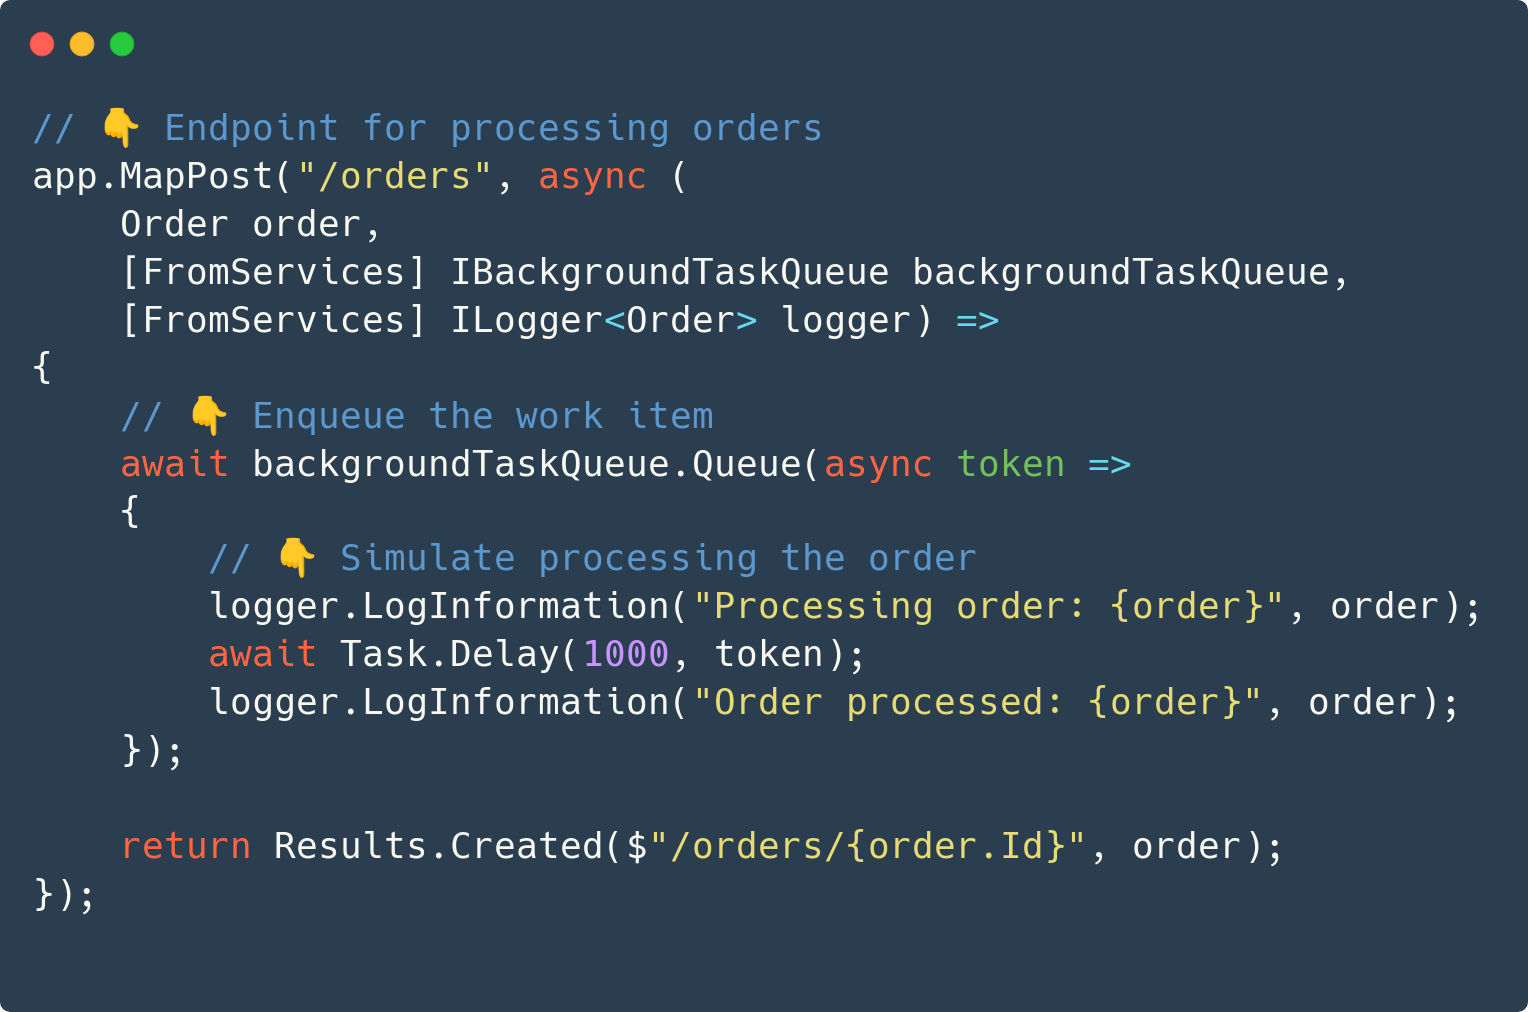 // 👇 Endpoint for processing orders
app.MapPost("/orders", async (
    Order order,
    [FromServices] IBackgroundTaskQueue backgroundTaskQueue,
    [FromServices] ILogger<Order> logger) =>
{
    // 👇 Enqueue the work item
    await backgroundTaskQueue.Queue(async token =>
    {
        // 👇 Simulate processing the order
        logger.LogInformation("Processing order: {order}", order);
        await Task.Delay(1000, token);
        logger.LogInformation("Order processed: {order}", order);
    });

    return Results.Created($"/orders/{order.Id}", order);
});